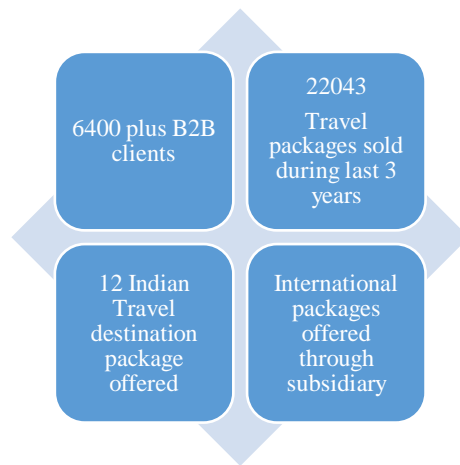 6400 plus B2B
clients
22043
Travel
packages sold
during last 3
years
12 Indian
Travel
destination
package
offered
International
packages
offered
through
subsidiary